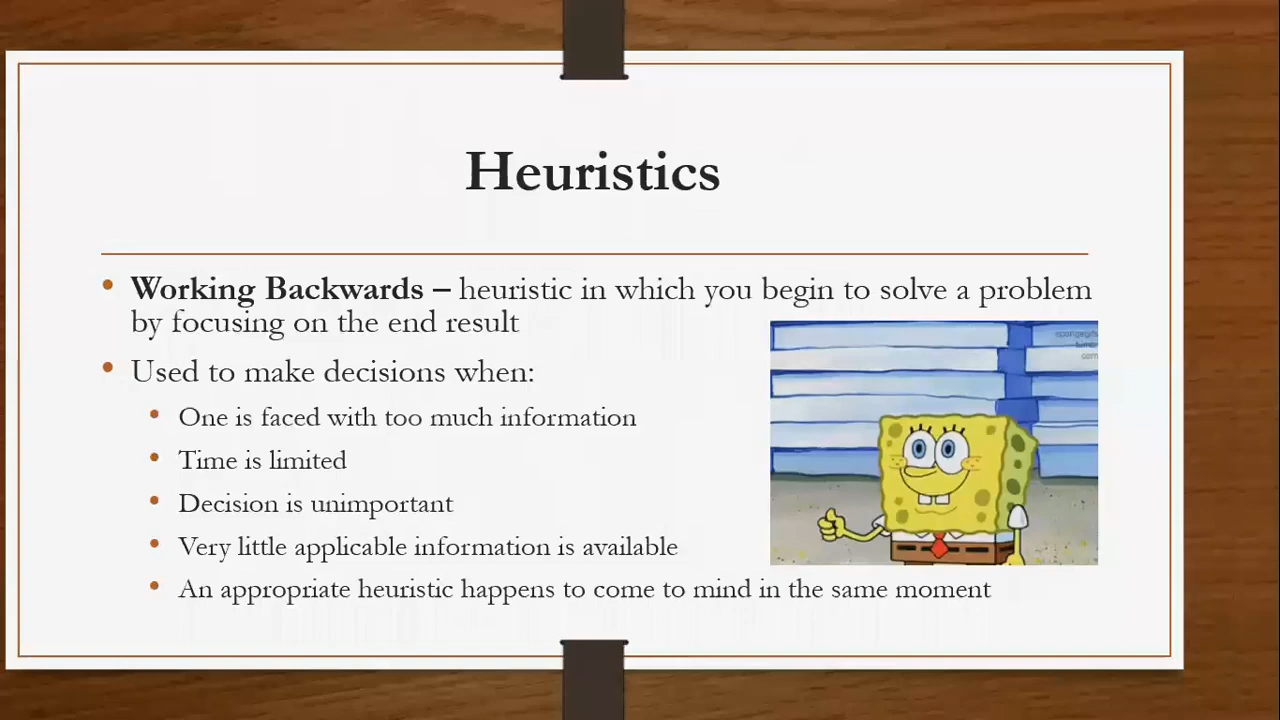 Heuristics
• Working Backwards – heuristic in which you begin to solve a problem
by focusing on the end result
• Used to make decisions when:
• One is faced with too much information
• Time is limited
• Decision is unimportant
• Very little applicable information is available
• An appropriate heuristic happens to come to mind in the same moment